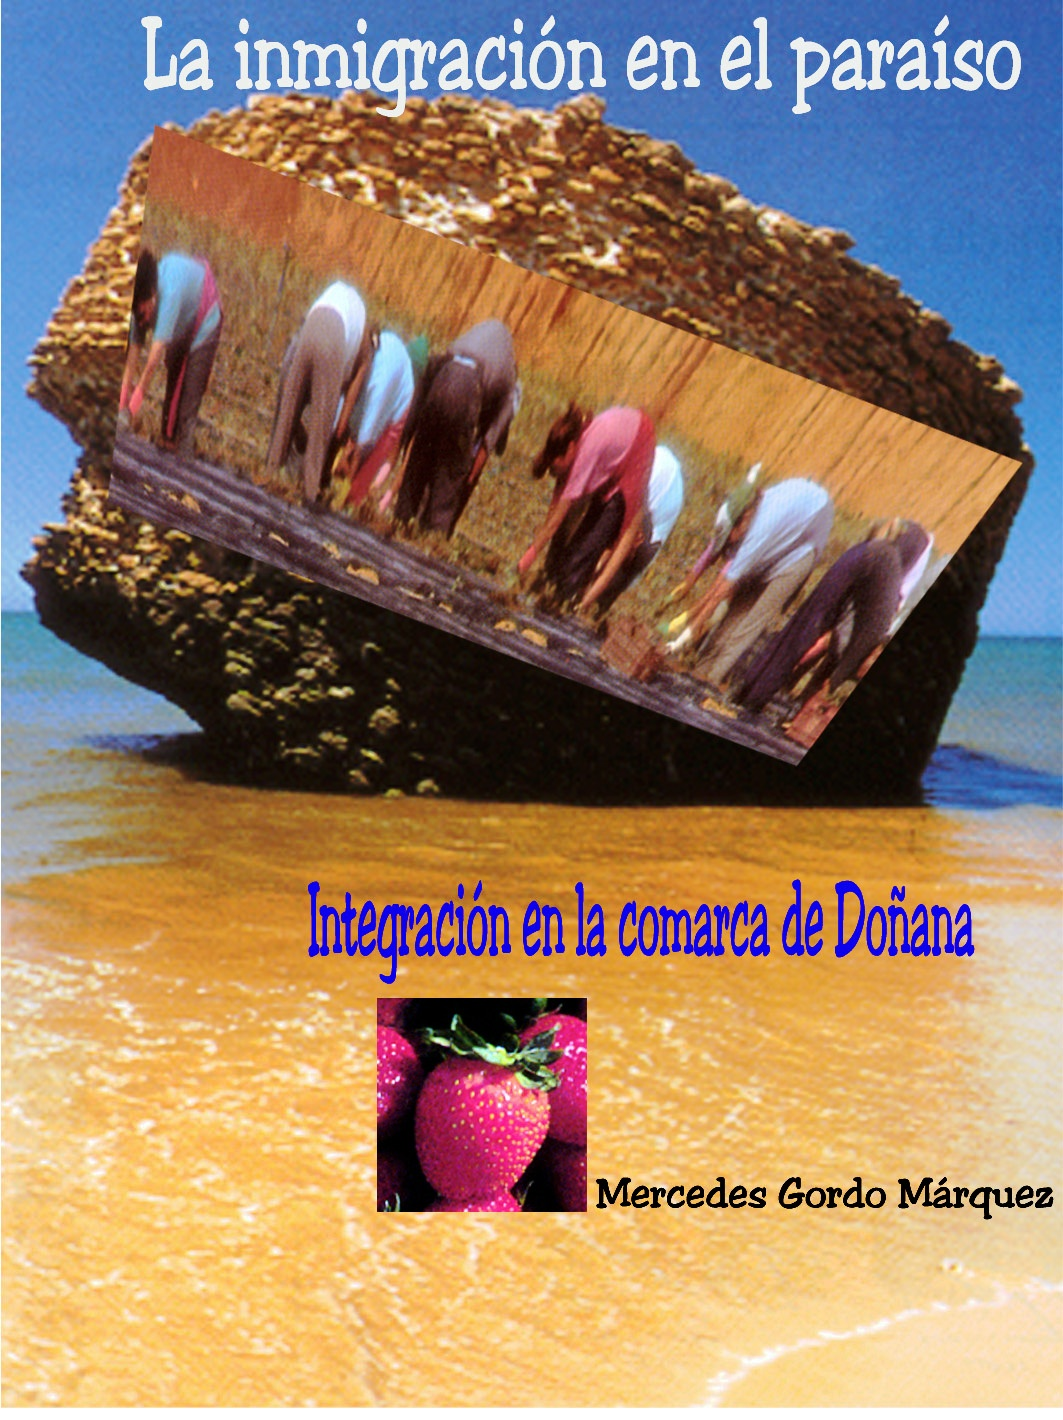 La inmigración en el paraíso
Integración en la comarca de Doñana
Mercedes Gordo Márquez